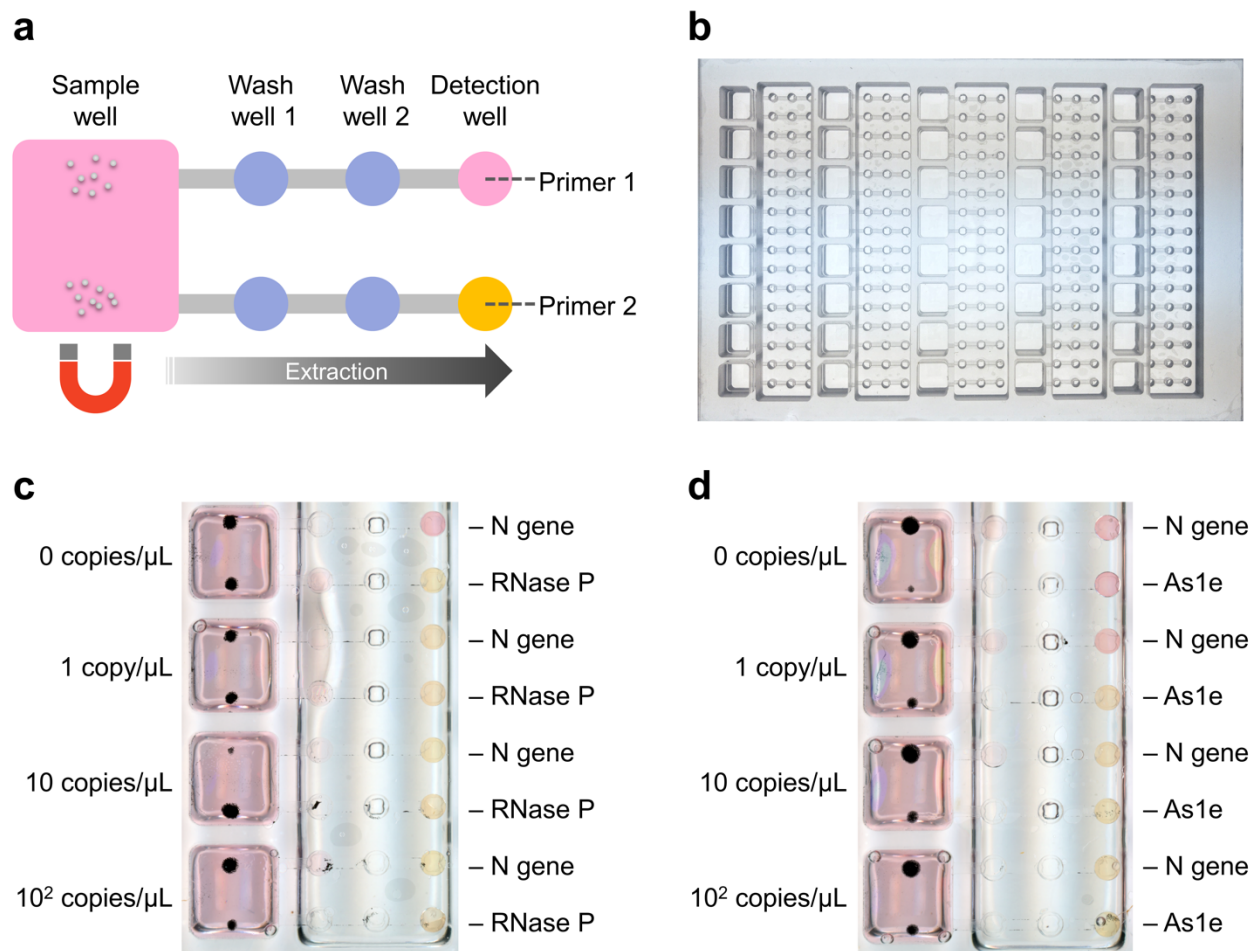 a
Sample
well
Wash
well 1
Wash
well 2
Detection
well
Primer 1
Primer 2
Extraction
b
c
0 copies/µL
1 copy/µL
10 copies/µL
10² copies/µL
– N gene
– RNase P
– N gene
– RNase P
– N gene
– RNase P
– N gene
– RNase P
d
0 copies/µL
1 copy/µL
10 copies/µL
10² copies/µL
– N gene
– As1e
– N gene
– As1e
– N gene
– As1e
– N gene
– As1e